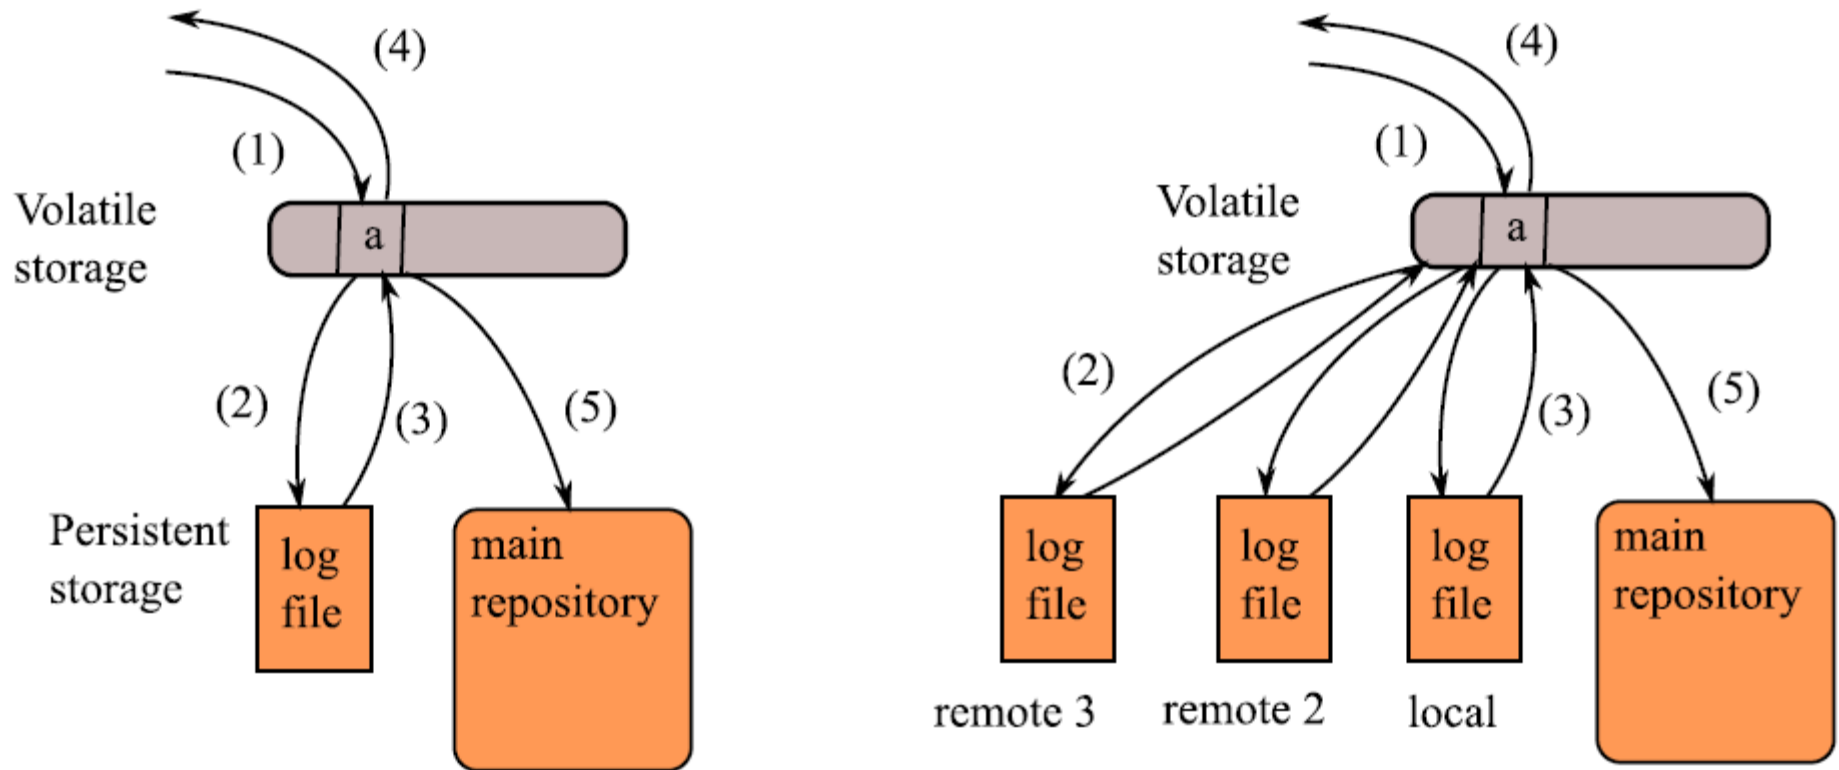 (4)
(1)
Volatile
storage
a
(2)
(3)
(5)
Persistent
storage
log
file
main
repository
(4)
(1)
Volatile
storage
a
(2)
(3)
(5)
log
file
log
file
log
file
main
repository
remote 3
remote 2
local